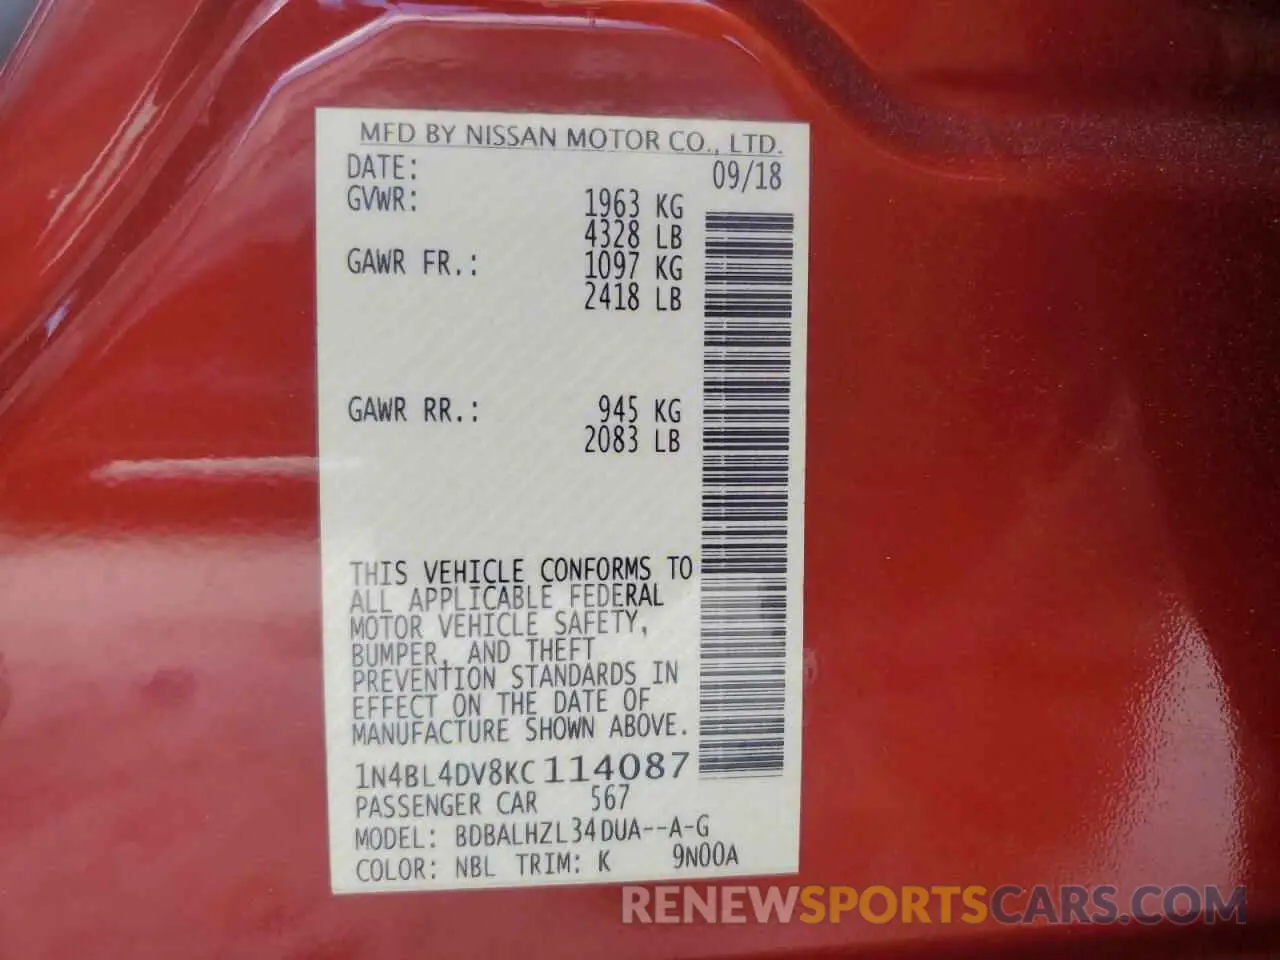 MFD BY NISSAN MOTOR CO., LTD.
DATE: 09/18
GVWR: 1963 KG
4328 LB
GAWR FR.: 1097 KG
2418 LB
GAWR RR.: 945 KG
2083 LB
THIS VEHICLE CONFORMS TO
ALL APPLICABLE FEDERAL
MOTOR VEHICLE SAFETY,
BUMPER, AND THEFT
PREVENTION STANDARDS IN
EFFECT ON THE DATE OF
MANUFACTURE SHOWN ABOVE.
1N4BL4DV8KC114087
PASSENGER CAR 567
MODEL: BDBALHZL34DUA--A-G
COLOR: NBL TRIM: K 9N00A
RENEWSPORTSCARS.COM